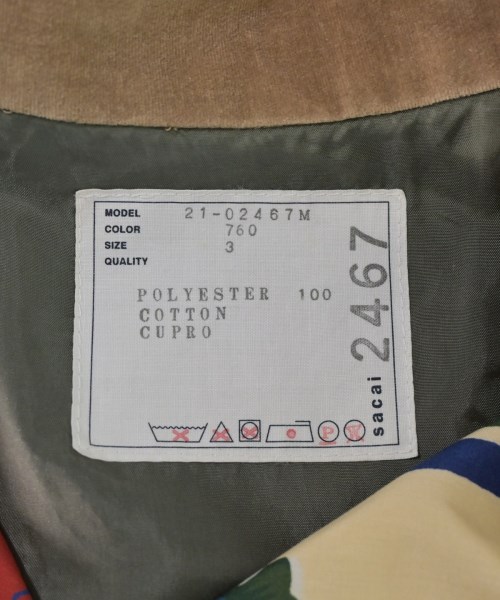 MODEL 21-02467M
COLOR 760
SIZE 3
QUALITY
POLYESTER 100
COTTON
CUPRO
sacai 2467
P W